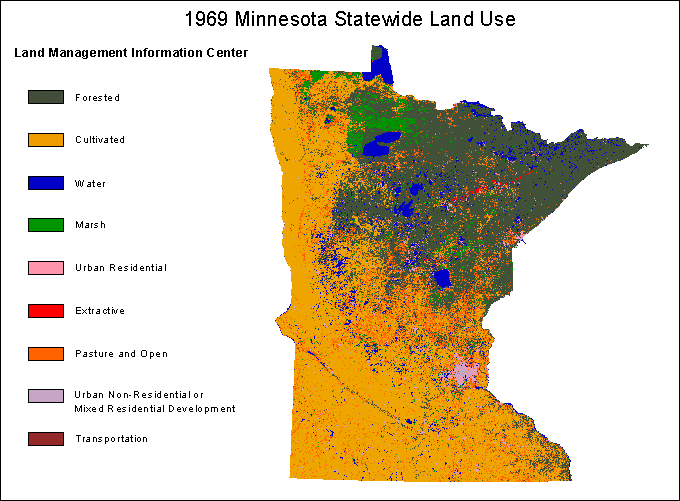 1969 Minnesota Statewide Land Use
Land Management Information Center
Forested
Cultivated
Water
Marsh
Urban Residential
Extractive
Pasture and Open
Urban Non-Residential or
Mixed Residential Development
Transportation